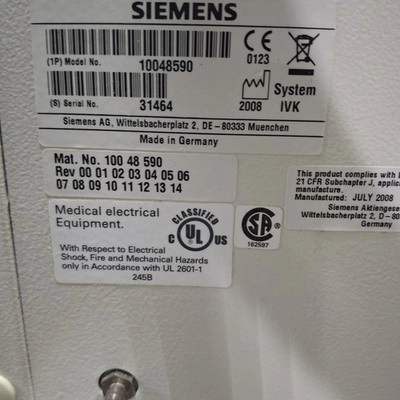 SIEMENS
(1P) Model No. 10048590
CE 0123
(S) Serial No. 31464
2008
System
IVK
Siemens AG, Wittelsbacherplatz 2, DE – 80333 Muenchen
Made in Germany
Mat. No. 100 48 590
Rev 00 01 02 03 04 05 06
07 08 09 10 11 12 13 14
Medical electrical
Equipment.
CLASSIFIED
C UL US
With Respect to Electrical
Shock, Fire and Mechanical Hazards
only in Accordance with UL 2601-1
245B
SA
162597
This product complies with
21 CFR Subchapter J, applica
manufacture.
Manufactured: JULY 2008
Siemens Aktienge
Wittelsbacherplatz 2, D – 8
Germany